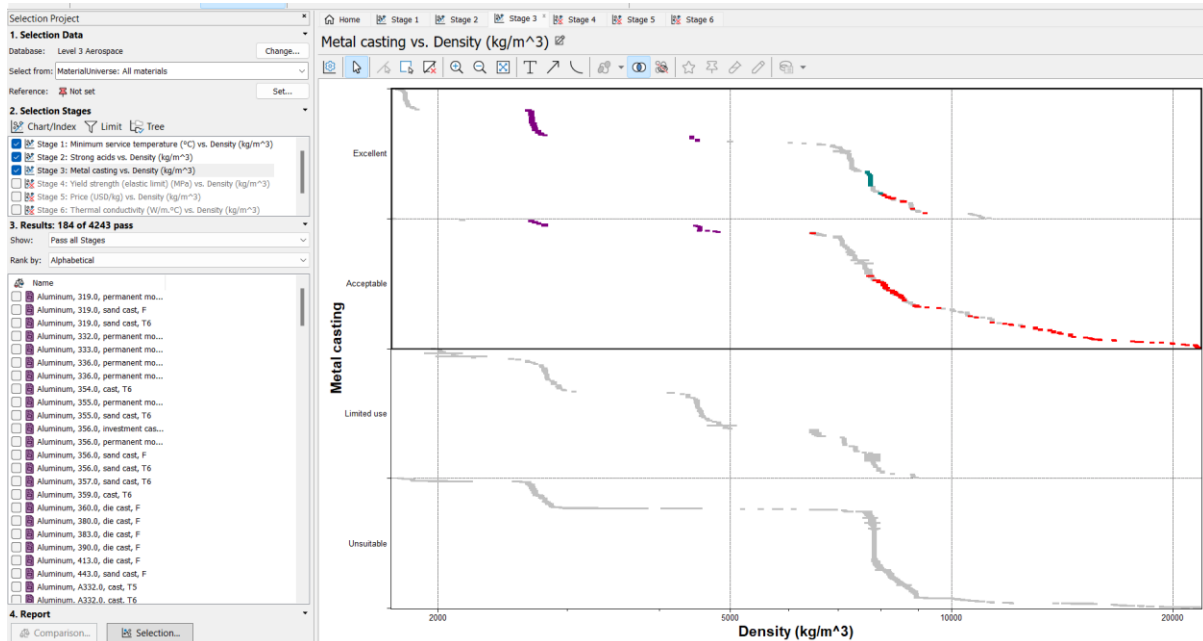 Selection Project
1. Selection Data
Database: Level 3 Aerospace Change...
Select from: MaterialUniverse: All materials
Reference: Not set Set...
2. Selection Stages
Chart/Index Limit Tree
Stage 1: Minimum service temperature (°C) vs. Density (kg/m^3)
Stage 2: Strong acids vs. Density (kg/m^3)
Stage 3: Metal casting vs. Density (kg/m^3)
Stage 4: Yield strength (elastic limit) (MPa) vs. Density (kg/m^3)
Stage 5: Price (USD/kg) vs. Density (kg/m^3)
Stage 6: Thermal conductivity (W/m.°C) vs. Density (kg/m^3)
3. Results: 184 of 4243 pass
Show: Pass all Stages
Rank by: Alphabetical
Name
Aluminum, 319.0, permanent mo...
Aluminum, 319.0, sand cast, F
Aluminum, 319.0, sand cast, T6
Aluminum, 332.0, permanent mo...
Aluminum, 333.0, permanent mo...
Aluminum, 336.0, permanent mo...
Aluminum, 336.0, permanent mo...
Aluminum, 354.0, cast, T6
Aluminum, 355.0, permanent mo...
Aluminum, 355.0, sand cast, T6
Aluminum, 356.0, investment cas...
Aluminum, 356.0, permanent mo...
Aluminum, 356.0, sand cast, F
Aluminum, 356.0, sand cast, T6
Aluminum, 357.0, sand cast, T6
Aluminum, 359.0, cast, T6
Aluminum, 360.0, die cast, F
Aluminum, 380.0, die cast, F
Aluminum, 383.0, die cast, F
Aluminum, 390.0, die cast, F
Aluminum, 413.0, die cast, F
Aluminum, 443.0, sand cast, F
Aluminum, A332.0, cast, T5
Aluminum, A332.0, cast, T6
4. Report
Comparison... Selection...
Home Stage 1 Stage 2 Stage 3 Stage 4 Stage 5 Stage 6
Metal casting vs. Density (kg/m^3)
Metal casting
Excellent
Acceptable
Limited use
Unsuitable
2000 5000 10000 20000
Density (kg/m^3)